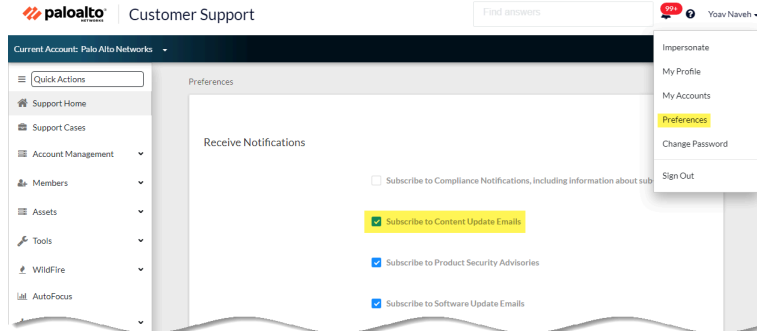 paloalto NETWORKS Customer Support
Find answers
99+
Yoav Naveh
Current Account: Palo Alto Networks
Impersonate
My Profile
My Accounts
Preferences
Change Password
Sign Out
Quick Actions
Support Home
Support Cases
Account Management
Members
Assets
Tools
WildFire
AutoFocus
Preferences
Receive Notifications
Subscribe to Compliance Notifications, including information about sub
Subscribe to Content Update Emails
Subscribe to Product Security Advisories
Subscribe to Software Update Emails